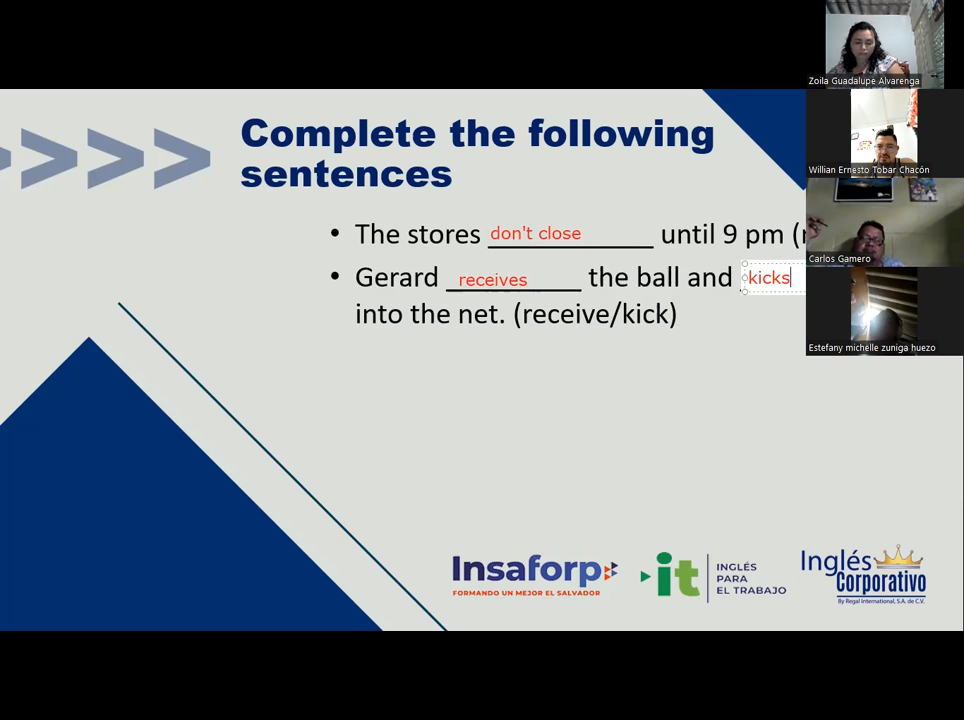 Zoila Guadalupe Alvarenga
Complete the following
sentences
Willian Ernesto Tobar Chacón
The stores don't close until 9 pm (
Carlos Gamero
Gerard receives the ball and kicks
into the net. (receive/kick)
Estefany michelle zuniga huezo
Insaforp
FORMANDO UN MEJOR EL SALVADOR
it
INGLÉS
PARA
EL TRABAJO
Inglés
Corporativo
By Regal International, S.A. de C.V.